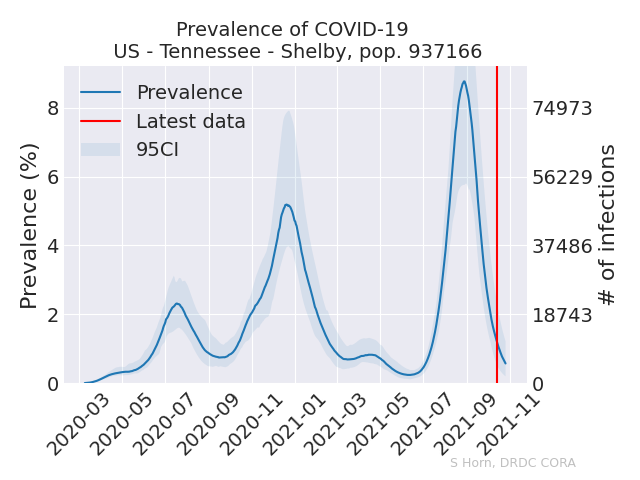 Prevalence of COVID-19
US - Tennessee - Shelby, pop. 937166
Prevalence
Latest data
95CI
Prevalence (%)
8
6
4
2
0
74973
56229
37486
18743
0
# of infections
2020-03
2020-05
2020-07
2020-09
2020-11
2021-01
2021-03
2021-05
2021-07
2021-09
2021-11
S Horn, DRDC CORA